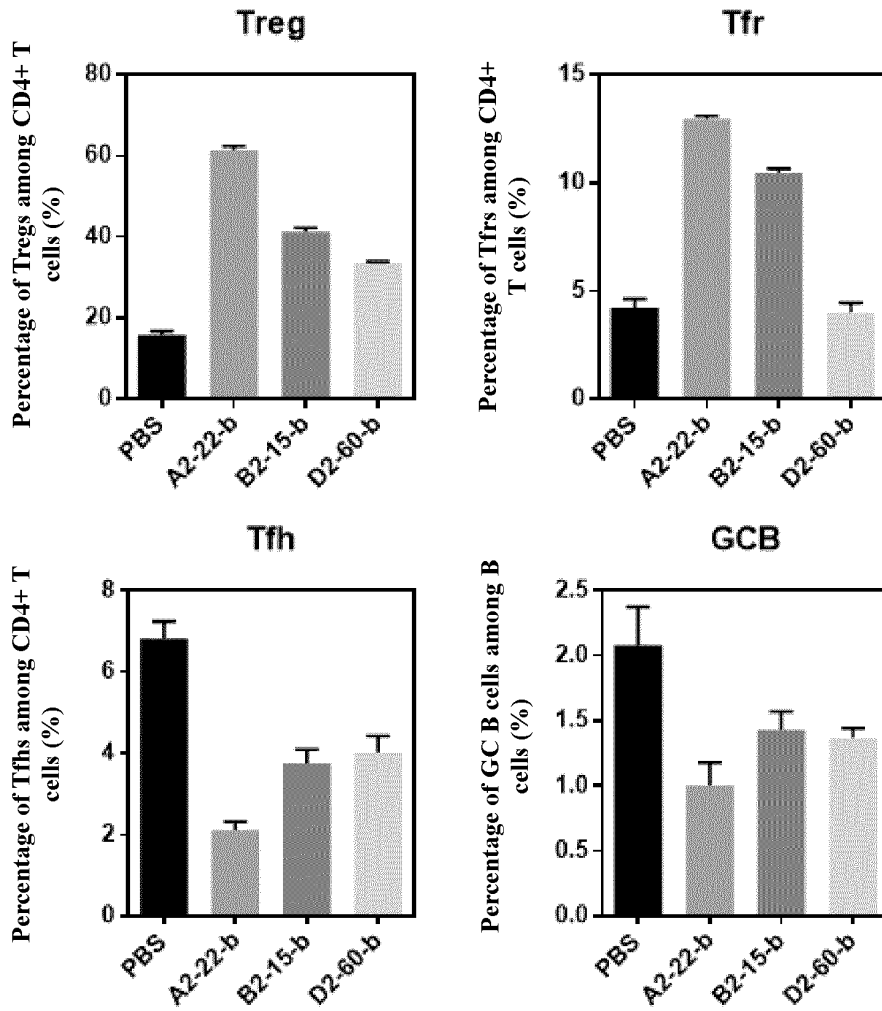 Treg
Percentage of Tregs among CD4+ T
cells (%)
80
60
40
20
0
PBS
A2-22-b
B2-15-b
D2-60-b
Tfr
Percentage of Tfrs among CD4+
T cells (%)
15
10
5
0
PBS
A2-22-b
B2-15-b
D2-60-b
Tfh
Percentage of Tfhs among CD4+ T
cells (%)
8
6
4
2
0
PBS
A2-22-b
B2-15-b
D2-60-b
GCB
Percentage of GC B cells among B
cells (%)
2.5
2.0
1.5
1.0
0.5
0.0
PBS
A2-22-b
B2-15-b
D2-60-b